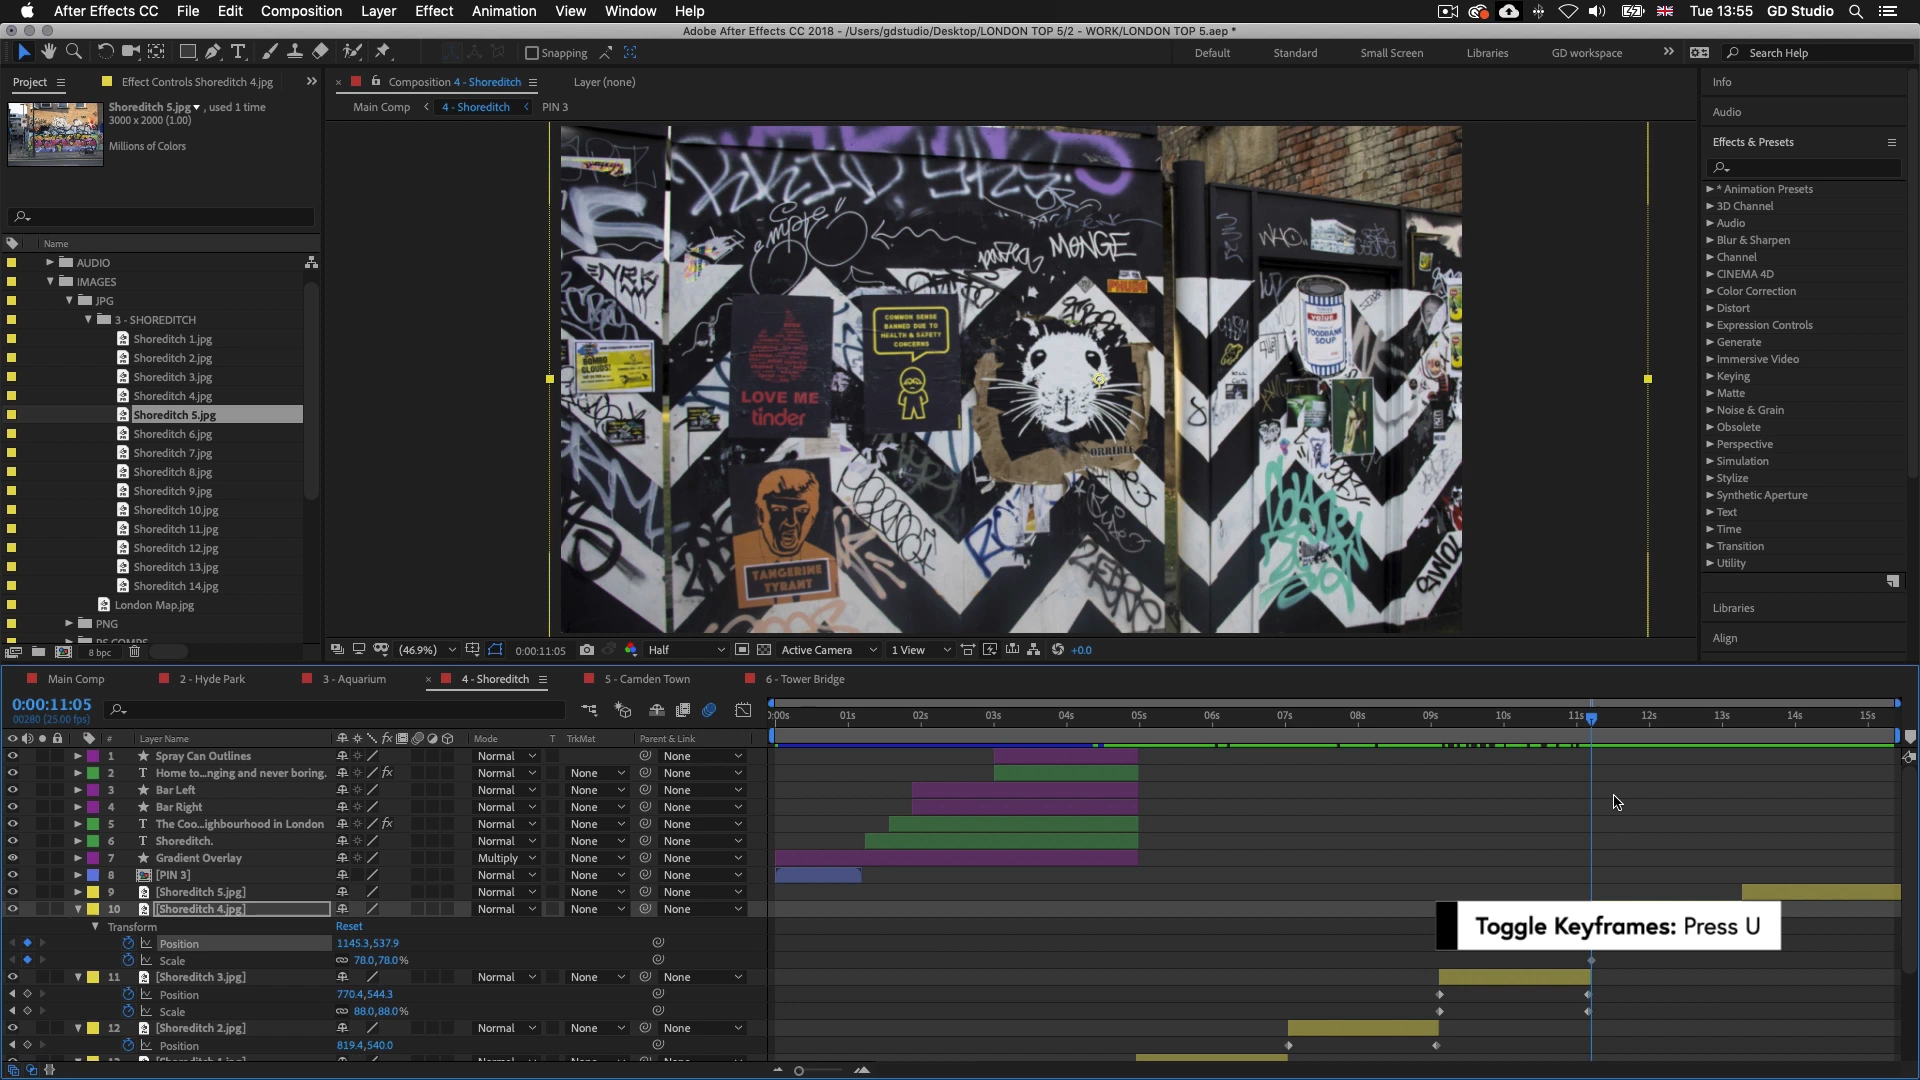 After Effects CC File Edit Composition Layer Effect Animation View Window Help Tue 13:55 GD Studio
Adobe After Effects CC 2018 - /Users/gdstudio/Desktop/LONDON TOP 5/2 - WORK/LONDON TOP 5.aep *
Snapping Default Standard Small Screen Libraries GD workspace Search Help
Project Effect Controls Shoreditch 4.jpg
Composition 4 - Shoreditch Layer (none)
Main Comp 4 - Shoreditch PIN 3
Shoreditch 5.jpg , used 1 time
3000 x 2000 (1.00)
Millions of Colors
Name
AUDIO
IMAGES
JPG
3 - SHOREDITCH
Shoreditch 1.jpg
Shoreditch 2.jpg
Shoreditch 3.jpg
Shoreditch 4.jpg
Shoreditch 5.jpg
Shoreditch 6.jpg
Shoreditch 7.jpg
Shoreditch 8.jpg
Shoreditch 9.jpg
Shoreditch 10.jpg
Shoreditch 11.jpg
Shoreditch 12.jpg
Shoreditch 13.jpg
Shoreditch 14.jpg
London Map.jpg
PNG
PS COMPS
8 bpc
MONGE
WHO
COMMON SENSE
BANNED DUE TO
HEALTH & SAFETY
CONCERNS
LOVE ME
tinder
value
FOODBANK
SOUP
HORRIBLE
TANGERINE
TYRANT
(46.9%) 0:00:11:05 Half Active Camera 1 View +0.0
Info
Audio
Effects & Presets
* Animation Presets
3D Channel
Audio
Blur & Sharpen
Channel
CINEMA 4D
Color Correction
Distort
Expression Controls
Generate
Immersive Video
Keying
Matte
Noise & Grain
Obsolete
Perspective
Simulation
Stylize
Synthetic Aperture
Text
Time
Transition
Utility
Libraries
Align
Main Comp 2 - Hyde Park 3 - Aquarium 4 - Shoreditch 5 - Camden Town 6 - Tower Bridge
0:00:11:05
00280 (25.00 fps)
0:00s 01s 02s 03s 04s 05s 06s 07s 08s 09s 10s 11s 12s 13s 14s 15s
# Layer Name fx Mode T TrkMat Parent & Link
1 Spray Can Outlines Normal None
2 T Home to...nging and never boring. fx Normal None None
3 Bar Left Normal None None
4 Bar Right Normal None None
5 T The Coo...ighbourhood in London fx Normal None None
6 T Shoreditch. Normal None None
7 Gradient Overlay Multiply None None
8 [PIN 3] Normal None None
9 [Shoreditch 5.jpg] Normal None None
10 [Shoreditch 4.jpg] Normal None None
Transform Reset
Position 1145.3,537.9
Scale 78.0,78.0%
11 [Shoreditch 3.jpg] Normal None None
Position 770.4,544.3
Scale 88.0,88.0%
12 [Shoreditch 2.jpg] Normal None None
Position 819.4,540.0
Toggle Keyframes: Press U